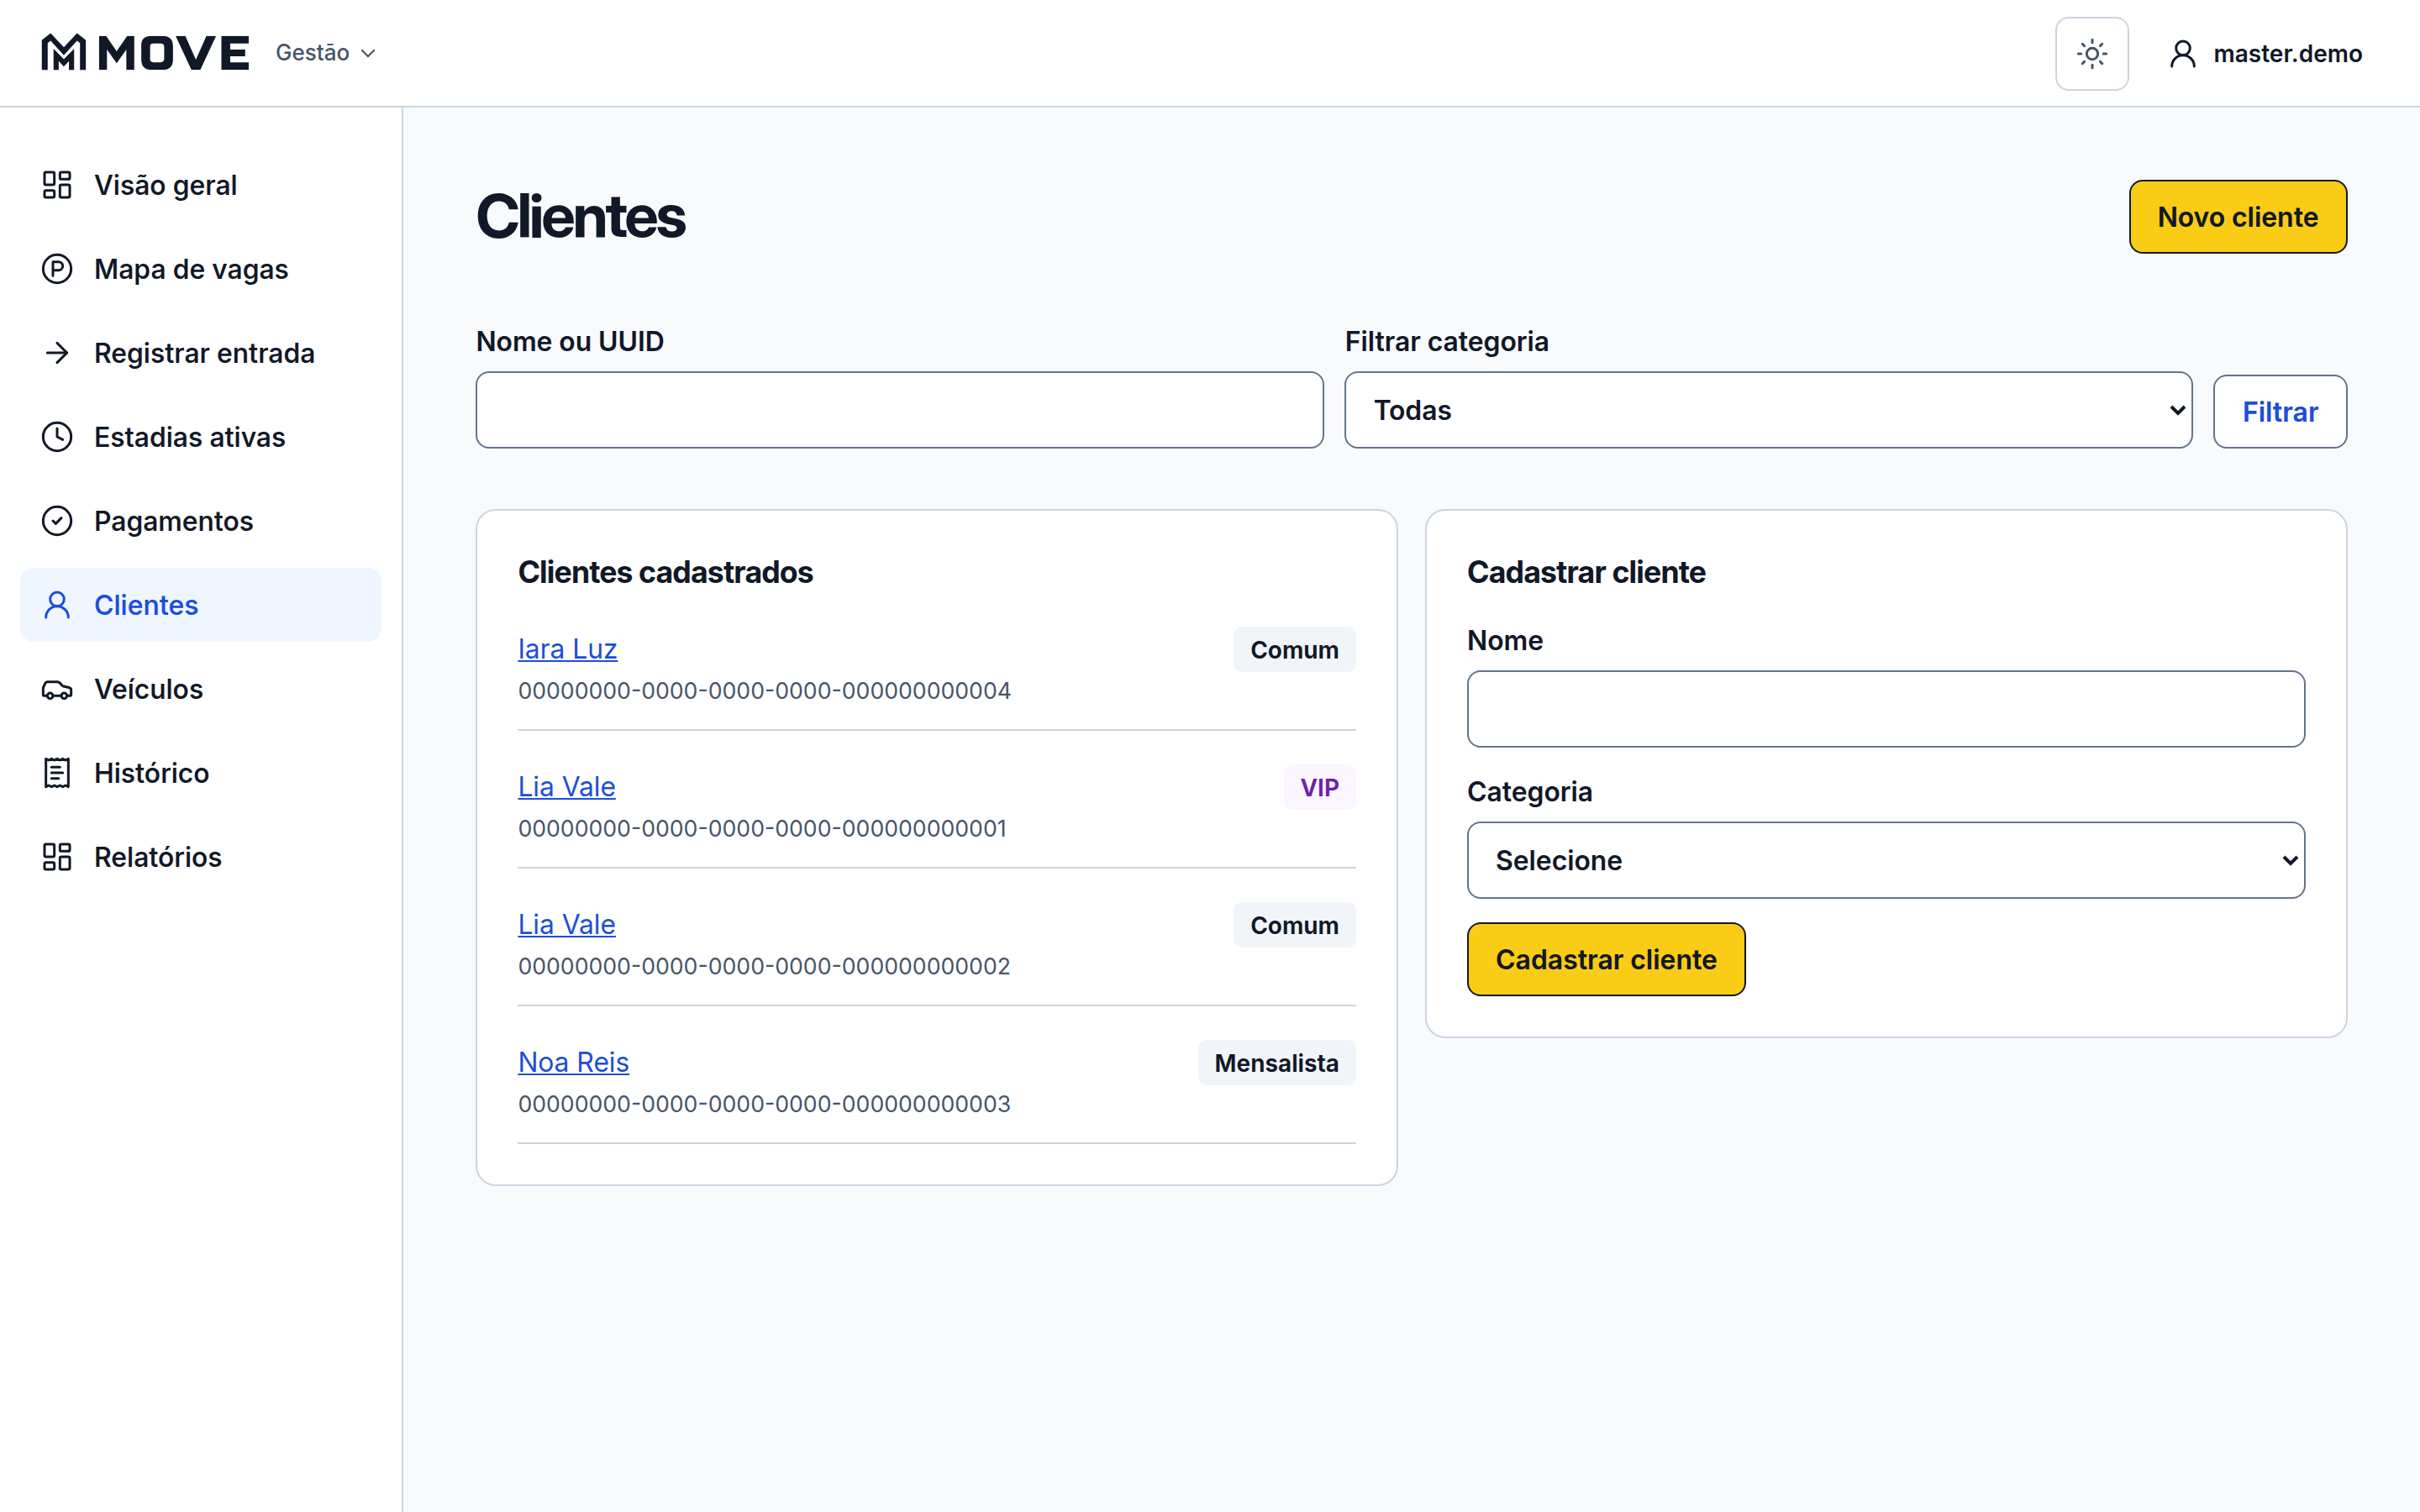 MOVE
Gestão
master.demo
Visão geral
Mapa de vagas
Registrar entrada
Estadias ativas
Pagamentos
Clientes
Veículos
Histórico
Relatórios
Clientes
Novo cliente
Nome ou UUID
Filtrar categoria
Todas
Filtrar
Clientes cadastrados
Iara Luz
Comum
00000000-0000-0000-0000-000000000004
Lia Vale
VIP
00000000-0000-0000-0000-000000000001
Lia Vale
Comum
00000000-0000-0000-0000-000000000002
Noa Reis
Mensalista
00000000-0000-0000-0000-000000000003
Cadastrar cliente
Nome
Categoria
Selecione
Cadastrar cliente